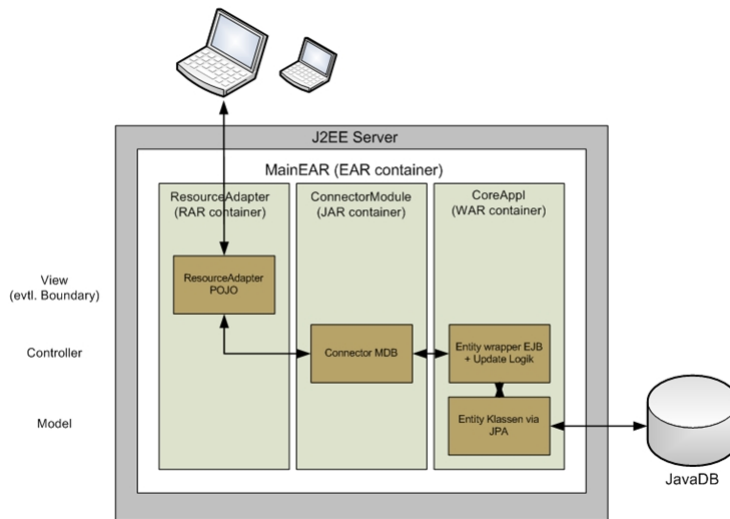 J2EE Server
MainEAR (EAR container)
ResourceAdapter
(RAR container)
ConnectorModule
(JAR container)
CoreAppl
(WAR container)
View
(evtl. Boundary)
ResourceAdapter
POJO
Controller
Connector MDB
Entity wrapper EJB
+ Update Logik
Model
Entity Klassen via
JPA
JavaDB